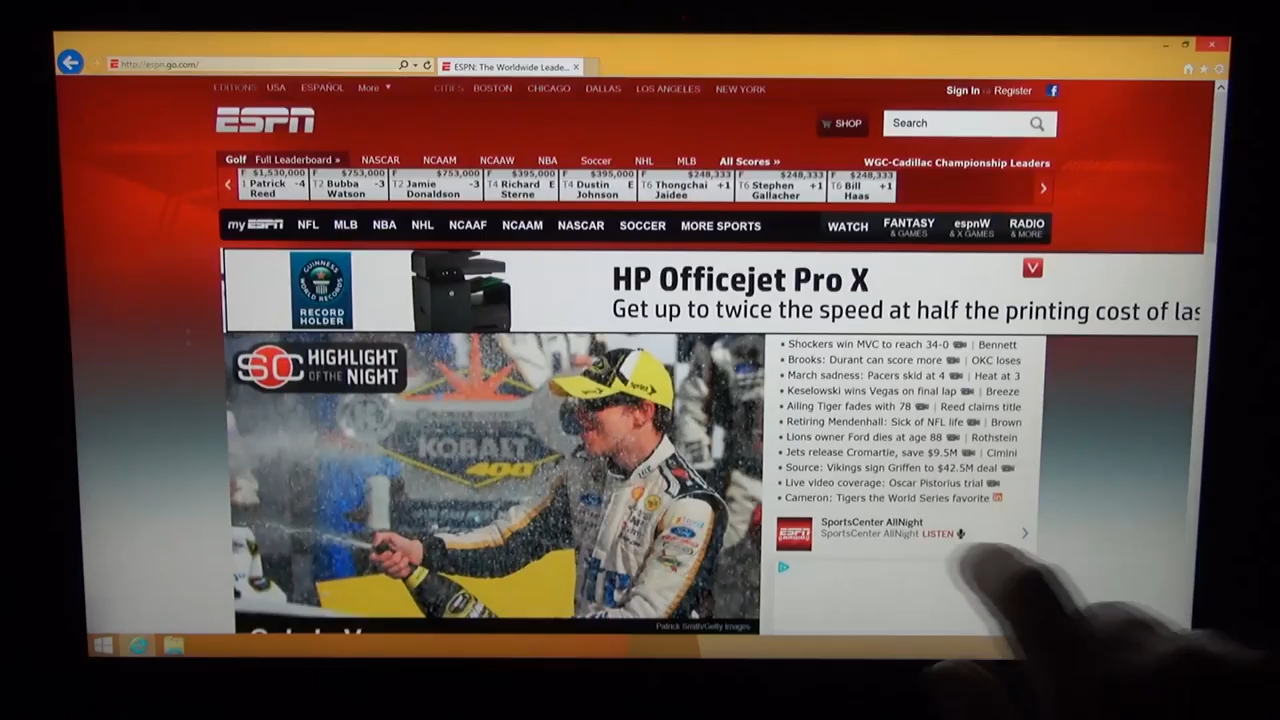 http://espn.go.com/
ESPN: The Worldwide Leade...
EDITIONS USA ESPAÑOL More CITIES BOSTON CHICAGO DALLAS LOS ANGELES NEW YORK
Sign In or Register
ESPN
SHOP
Search
Golf Full Leaderboard » NASCAR NCAAM NCAAW NBA Soccer NHL MLB All Scores » WGC-Cadillac Championship Leaders
F $1,530,000 F $753,000 F $753,000 F $395,000 F $395,000 F $248,333 F $248,333 F $248,333
1 Patrick -4 T2 Bubba -3 T2 Jamie -3 T4 Richard E T4 Dustin E T6 Thongchai +1 T6 Stephen +1 T6 Bill +1
Reed Watson Donaldson Sterne Johnson Jaidee Gallacher Haas
myESPN NFL MLB NBA NHL NCAAF NCAAM NASCAR SOCCER MORE SPORTS WATCH FANTASY & GAMES espnW & X GAMES RADIO & MORE
GUINNESS
WORLD RECORDS
RECORD
HOLDER
HP Officejet Pro X
Get up to twice the speed at half the printing cost of las
V
SC HIGHLIGHT
OF THE NIGHT
Sprint
KOBALT
400
Ford
Patrick Smith/Getty Images
• Shockers win MVC to reach 34-0 | Bennett
• Brooks: Durant can score more | OKC loses
• March sadness: Pacers skid at 4 | Heat at 3
• Keselowski wins Vegas on final lap | Breeze
• Ailing Tiger fades with 78 | Reed claims title
• Retiring Mendenhall: Sick of NFL life | Brown
• Lions owner Ford dies at age 88 | Rothstein
• Jets release Cromartie, save $9.5M | Cimini
• Source: Vikings sign Griffen to $42.5M deal
• Live video coverage: Oscar Pistorius trial
• Cameron: Tigers the World Series favorite
SportsCenter AllNight
SportsCenter AllNight LISTEN